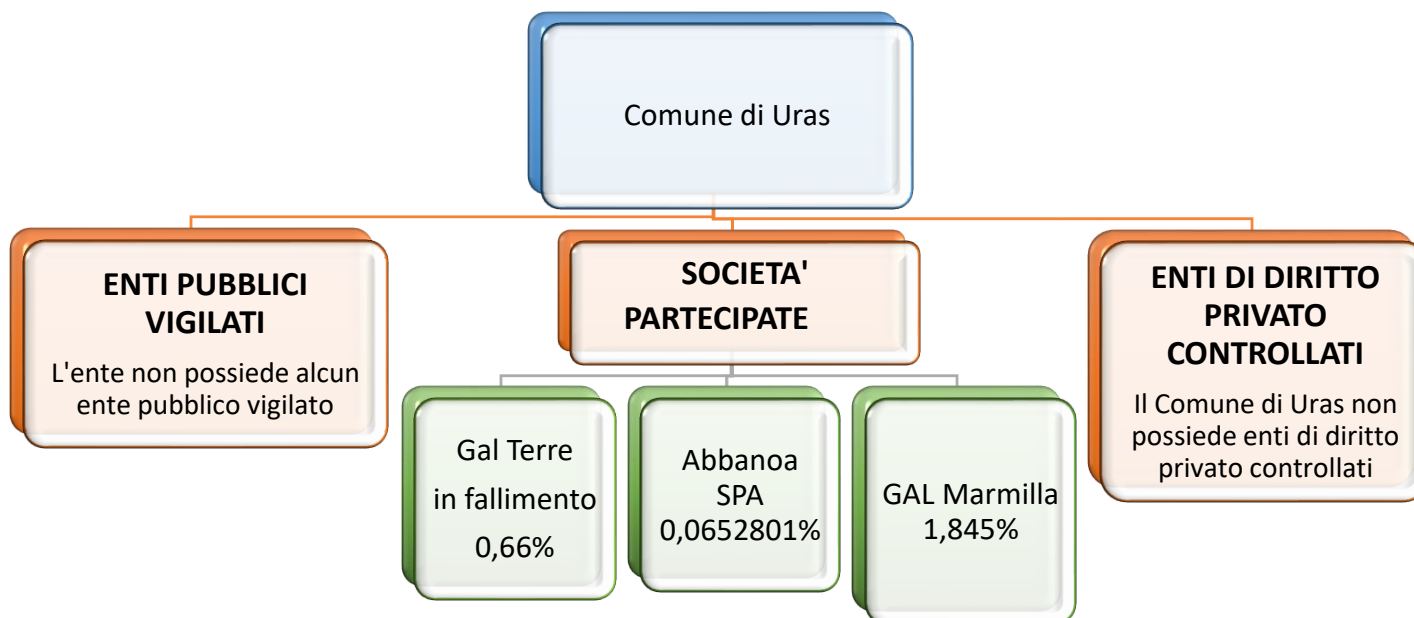 Comune di Uras
ENTI PUBBLICI
VIGILATI
L'ente non possiede alcun
ente pubblico vigilato
SOCIETA'
PARTECIPATE
ENTI DI DIRITTO
PRIVATO
CONTROLLATI
Il Comune di Uras non
possiede enti di diritto
privato controllati
Gal Terre
in fallimento
0,66%
Abbanoa
SPA
0,0652801%
GAL Marmilla
1,845%